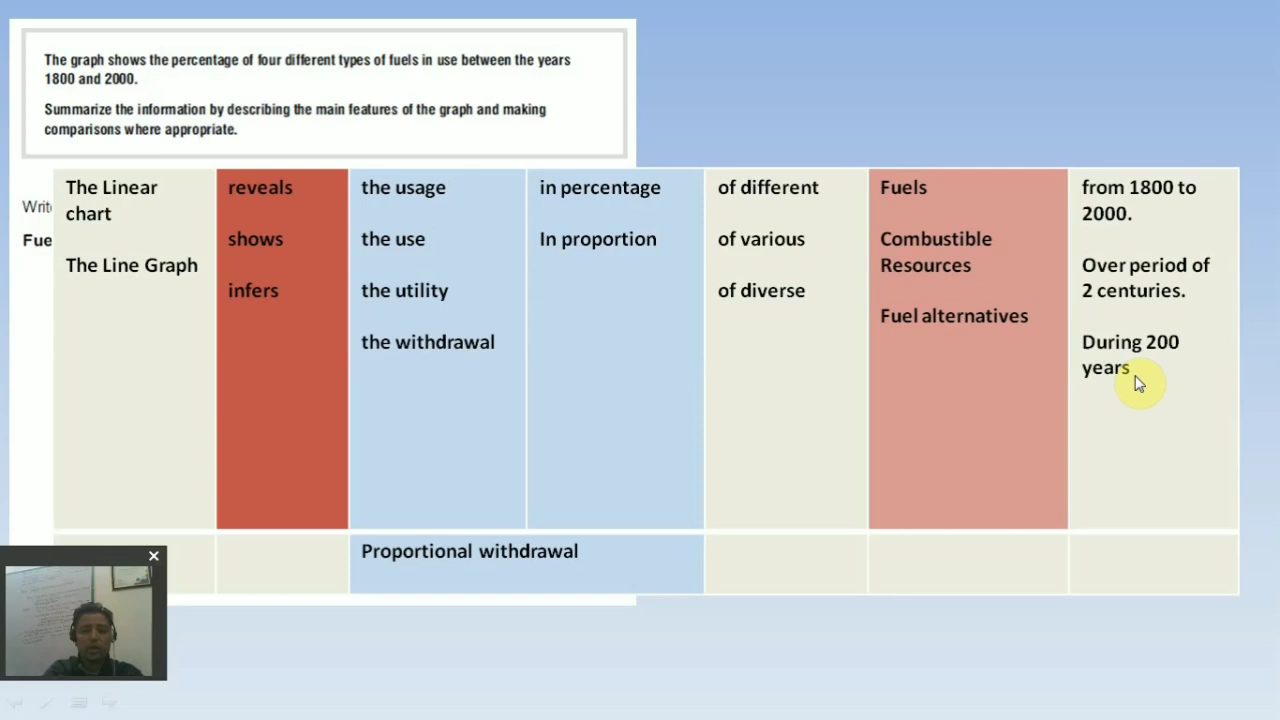 The graph shows the percentage of four different types of fuels in use between the years
1800 and 2000.
Summarize the information by describing the main features of the graph and making
comparisons where appropriate.
Writ
Fue
The Linear
chart
The Line Graph
reveals
shows
infers
the usage
the use
the utility
the withdrawal
in percentage
In proportion
of different
of various
of diverse
Fuels
Combustible
Resources
Fuel alternatives
from 1800 to
2000.
Over period of
2 centuries.
During 200
years
Proportional withdrawal